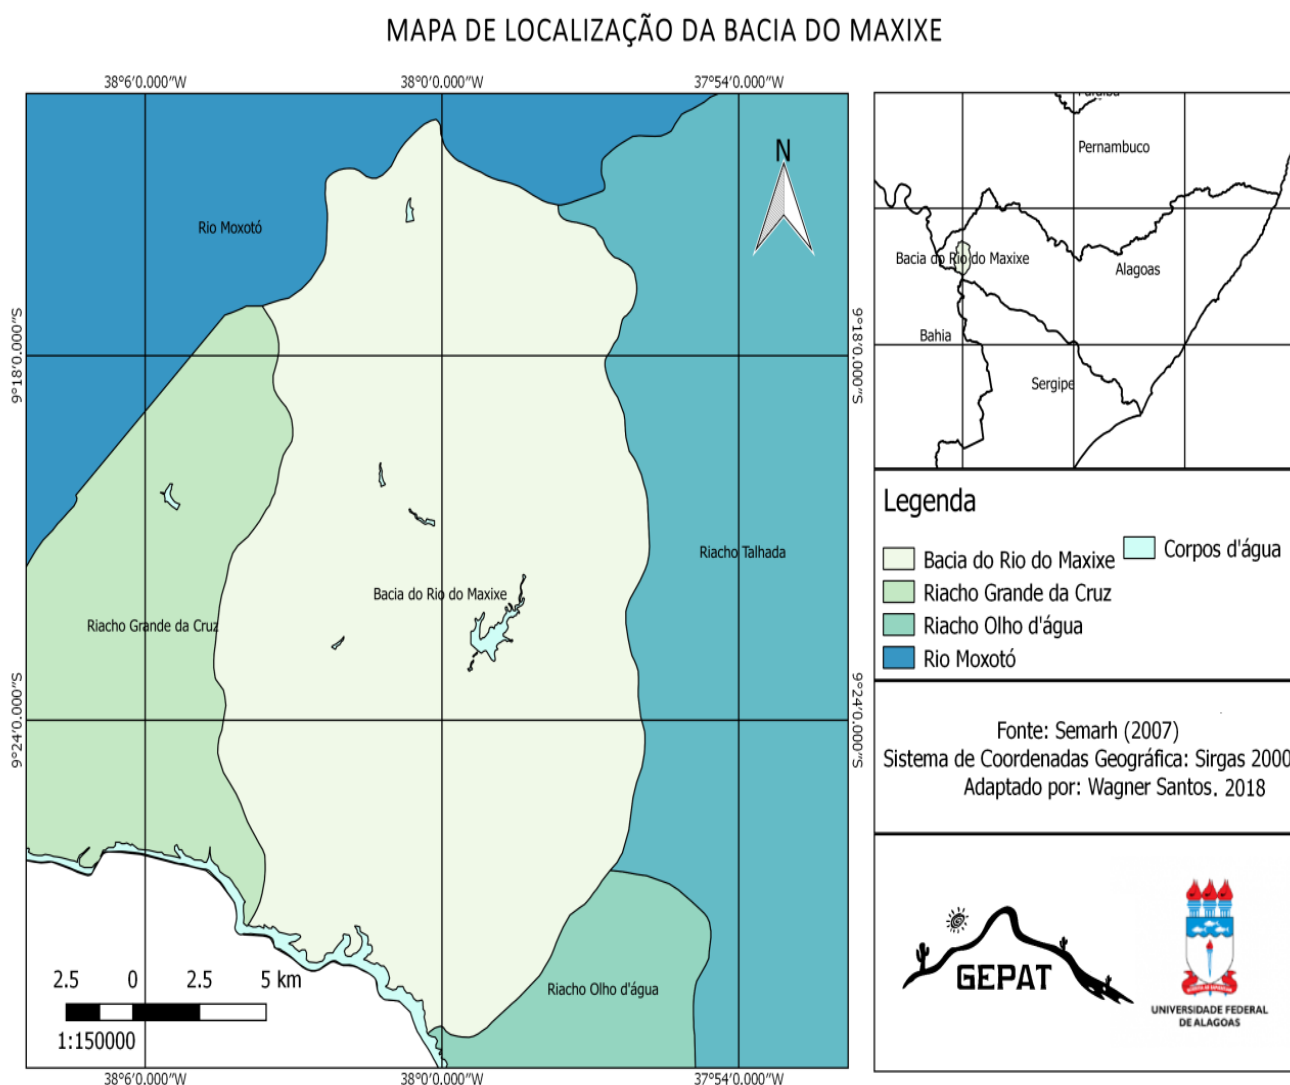 MAPA DE LOCALIZAÇÃO DA BACIA DO MAXIXE
38°6'0.000"W
38°0'0.000"W
37°54'0.000"W
9°18'0.000"S
9°24'0.000"S
9°18'0.000"S
9°24'0.000"S
N
Rio Moxotó
Riacho Talhada
Bacia do Rio do Maxixe
Riacho Grande da Cruz
Riacho Olho d'água
2.5 0 2.5 5 km
1:150000
38°6'0.000"W
38°0'0.000"W
37°54'0.000"W
Pernambuco
Bacia do Rio do Maxixe
Alagoas
Bahia
Sergipe
Legenda
Bacia do Rio do Maxixe
Corpos d'água
Riacho Grande da Cruz
Riacho Olho d'água
Rio Moxotó
Fonte: Semarh (2007)
Sistema de Coordenadas Geográfica: Sirgas 2000
Adaptado por: Wagner Santos. 2018
GEPAT
UNIVERSIDADE FEDERAL
DE ALAGOAS